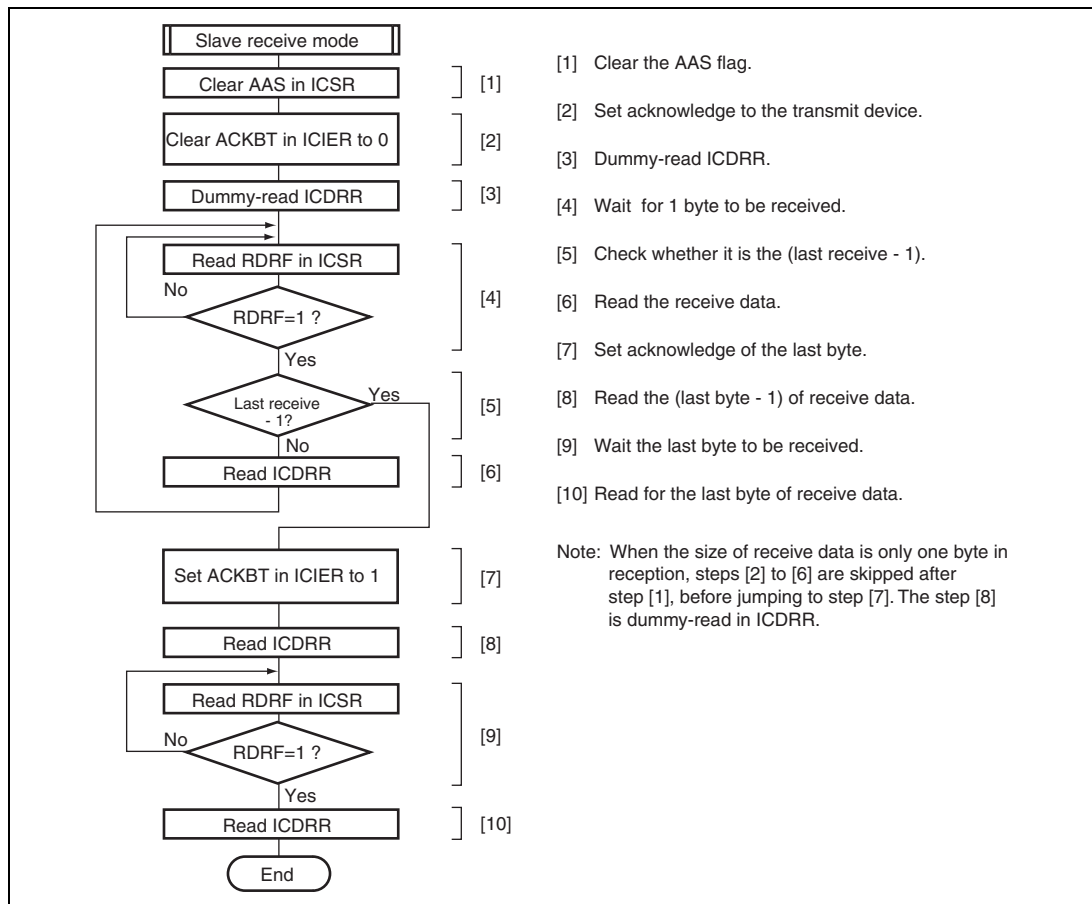 Slave receive mode
Clear AAS in ICSR
[1]
Clear ACKBT in ICIER to 0
[2]
Dummy-read ICDRR
[3]
Read RDRF in ICSR
No
RDRF=1 ?
[4]
Yes
Last receive
- 1?
Yes
[5]
No
Read ICDRR
[6]
Set ACKBT in ICIER to 1
[7]
Read ICDRR
[8]
Read RDRF in ICSR
No
RDRF=1 ?
[9]
Yes
Read ICDRR
[10]
End
[1] Clear the AAS flag.
[2] Set acknowledge to the transmit device.
[3] Dummy-read ICDRR.
[4] Wait for 1 byte to be received.
[5] Check whether it is the (last receive - 1).
[6] Read the receive data.
[7] Set acknowledge of the last byte.
[8] Read the (last byte - 1) of receive data.
[9] Wait the last byte to be received.
[10] Read for the last byte of receive data.
Note: When the size of receive data is only one byte in
reception, steps [2] to [6] are skipped after
step [1], before jumping to step [7]. The step [8]
is dummy-read in ICDRR.